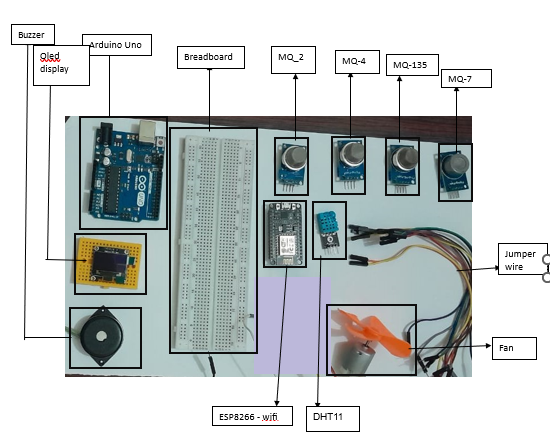 Buzzer
Oled
display
Arduino Uno
Breadboard
MQ_2
MQ-4
MQ-135
MQ-7
Jumper
wire
Fan
ESP8266 - wifi
DHT11